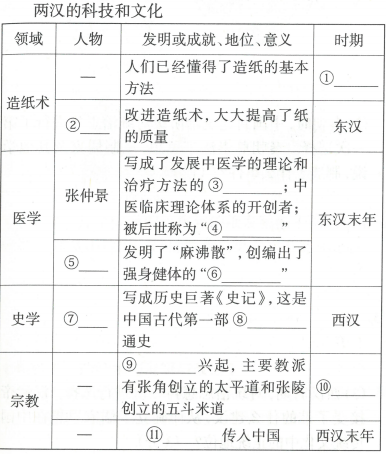 两汉的科技和文化
领域 人物 发明或成就、地位、意义 时期
造纸术 — 人们已经懂得了造纸的基本 ①______
方法
②____ 改进造纸术,大大提高了纸 东汉
的质量
医学 张仲景 写成了发展中医学的理论和 东汉末年
治疗方法的③________;中
医临床理论体系的开创者;
被后世称为“④________”
⑤____ 发明了“麻沸散”,创编出了
强身健体的“⑥________”
史学 ⑦____ 写成历史巨著《史记》,这是 西汉
中国古代第一部⑧________
通史
宗教 — ⑨________兴起,主要教派 ⑩______
有张角创立的太平道和张陵
创立的五斗米道
— ⑪________传入中国 西汉末年